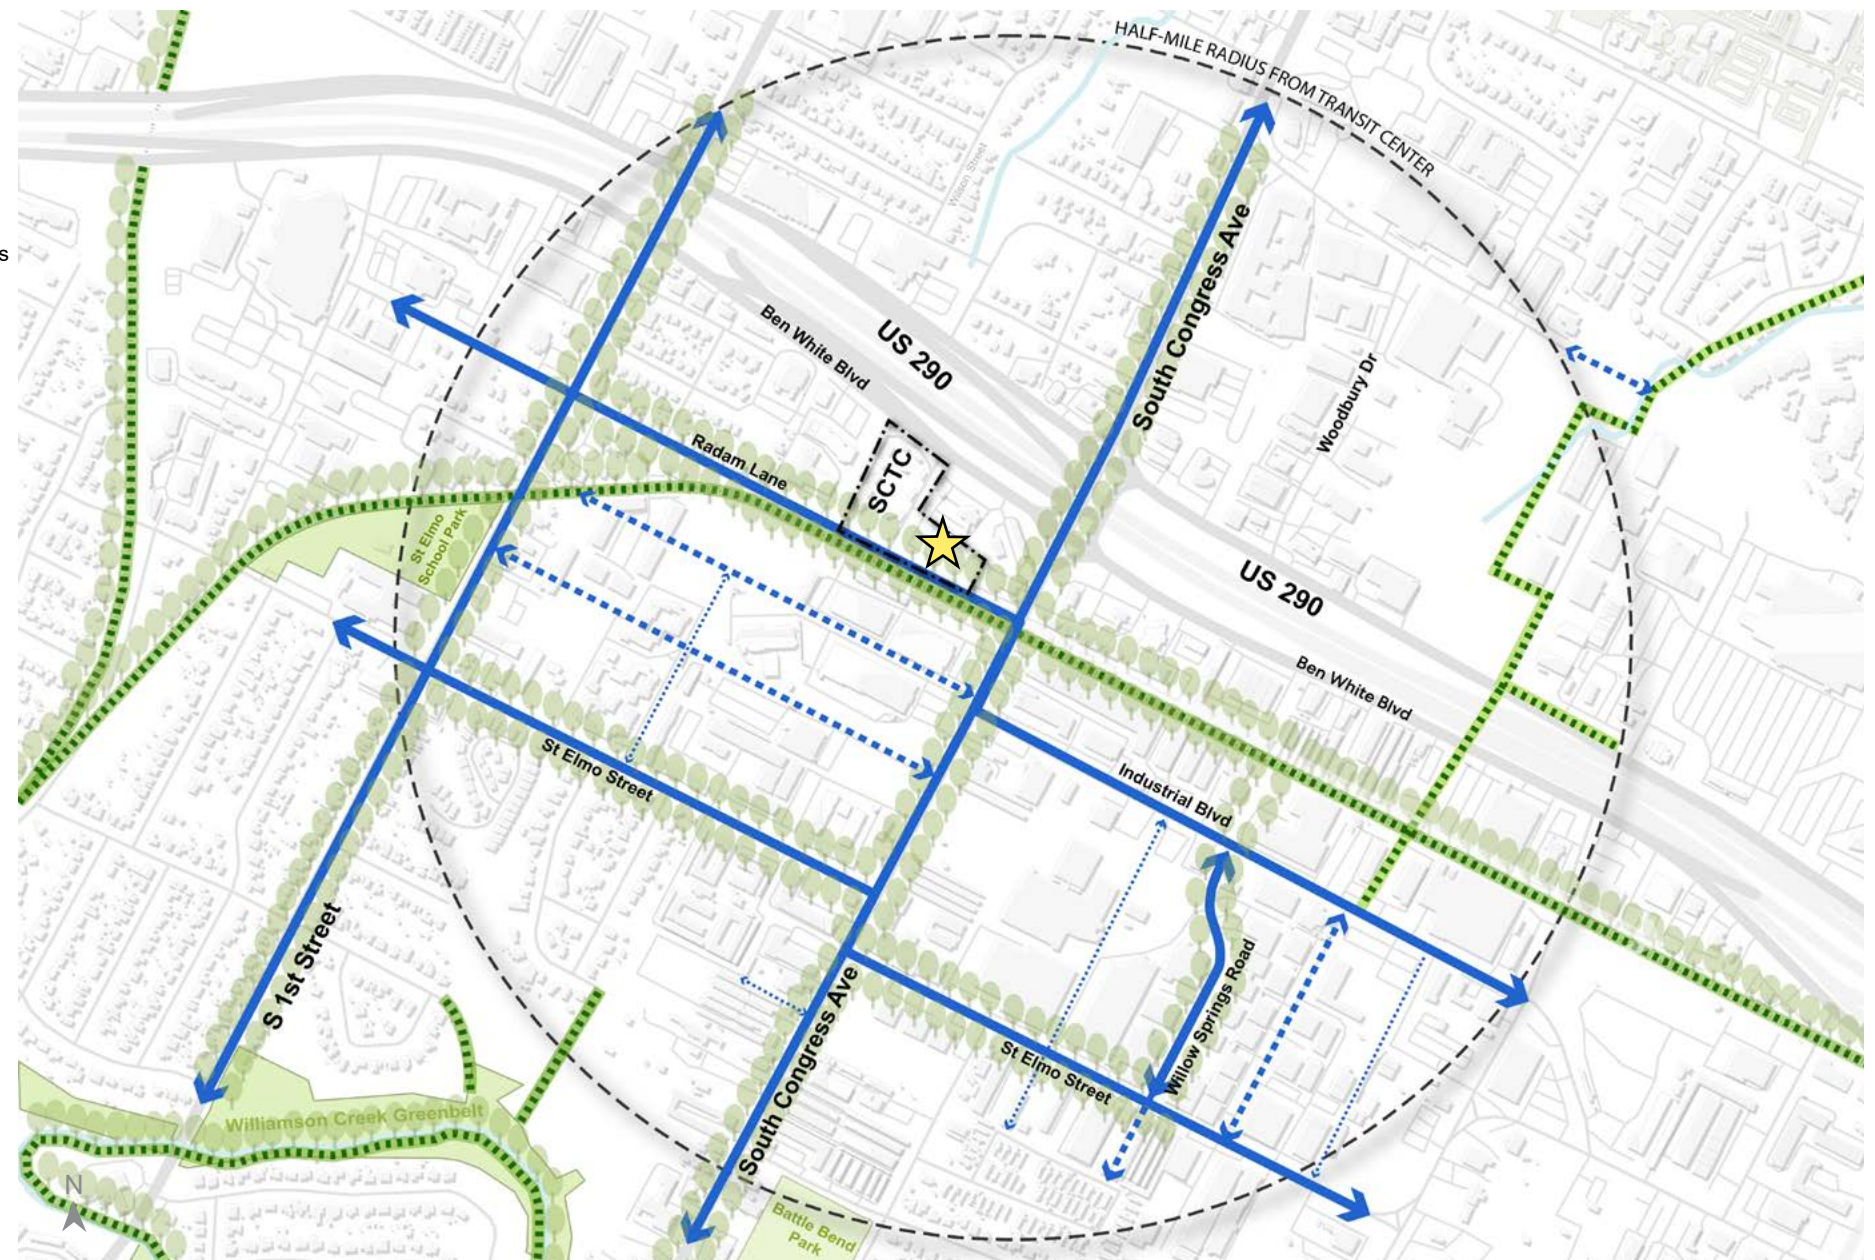 HALF-MILE RADIUS FROM TRANSIT CENTER
Wilson Street
s
South Congress Ave
Ben White Blvd
US 290
Woodbury Dr
Radam Lane
SCTC
St Elmo
School Park
US 290
Ben White Blvd
St Elmo Street
Industrial Blvd
S 1st Street
Willow Springs Road
South Congress Ave
St Elmo Street
Williamson Creek Greenbelt
N
Battle Bend
Park